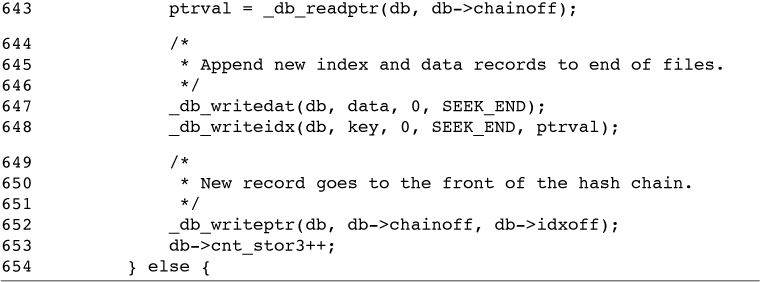 643 ptrval = _db_readptr(db, db->chainoff);
644 /*
645 * Append new index and data records to end of files.
646 */
647 _db_writedat(db, data, 0, SEEK_END);
648 _db_writeidx(db, key, 0, SEEK_END, ptrval);
649 /*
650 * New record goes to the front of the hash chain.
651 */
652 _db_writeptr(db, db->chainoff, db->idxoff);
653 db->cnt_stor3++;
654 } else {